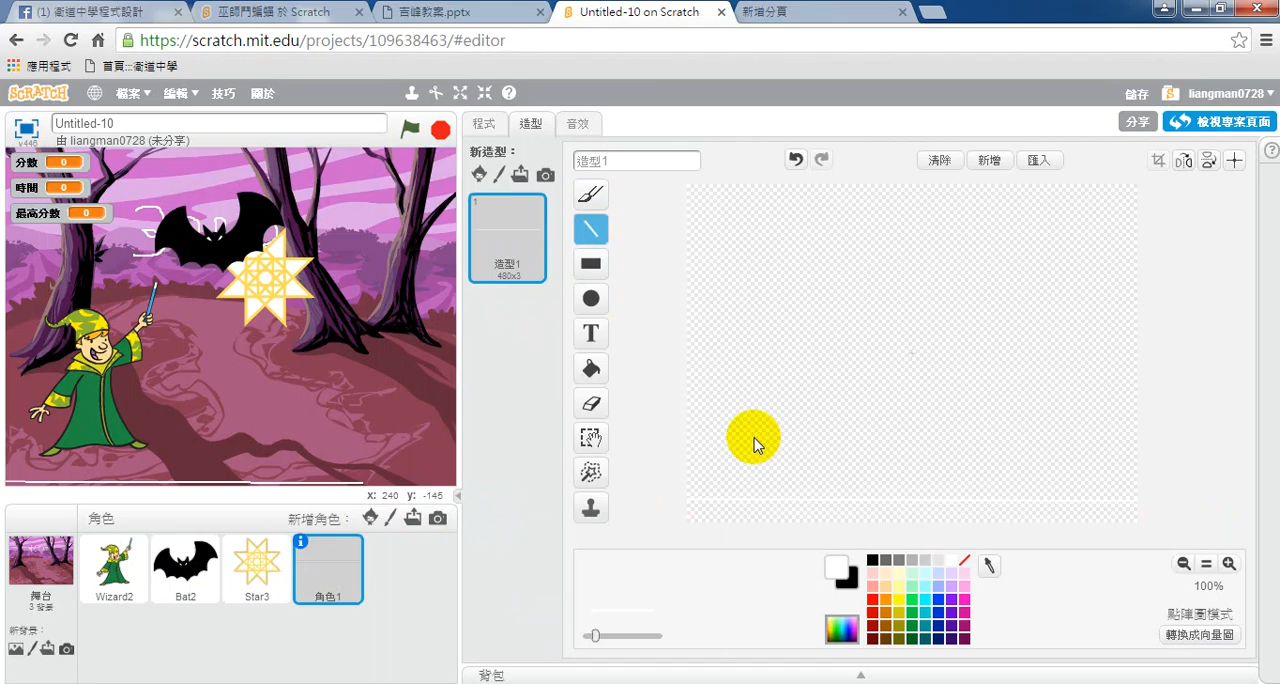 (1) 衛道中學程式設計
巫師鬥蝙蝠 於 Scratch
吉峰教案.pptx
Untitled-10 on Scratch
新增分頁
https://scratch.mit.edu/projects/109638463/#editor
應用程式
首頁::衛道中學
SCRATCH
檔案▼
編輯▼
技巧
關於
儲存
liangman0728▼
Untitled-10
v446
由 liangman0728 (未分享)
程式
造型
音效
分享
檢視專案頁面
分數 0
時間 0
最高分數 0
新造型：
造型1
清除
新增
匯入
1
造型1
480x3
T
x: 240 y: -145
角色
新增角色：
舞台
3 背景
新背景：
Wizard2
Bat2
Star3
角色1
100%
點陣圖模式
轉換成向量圖
背包